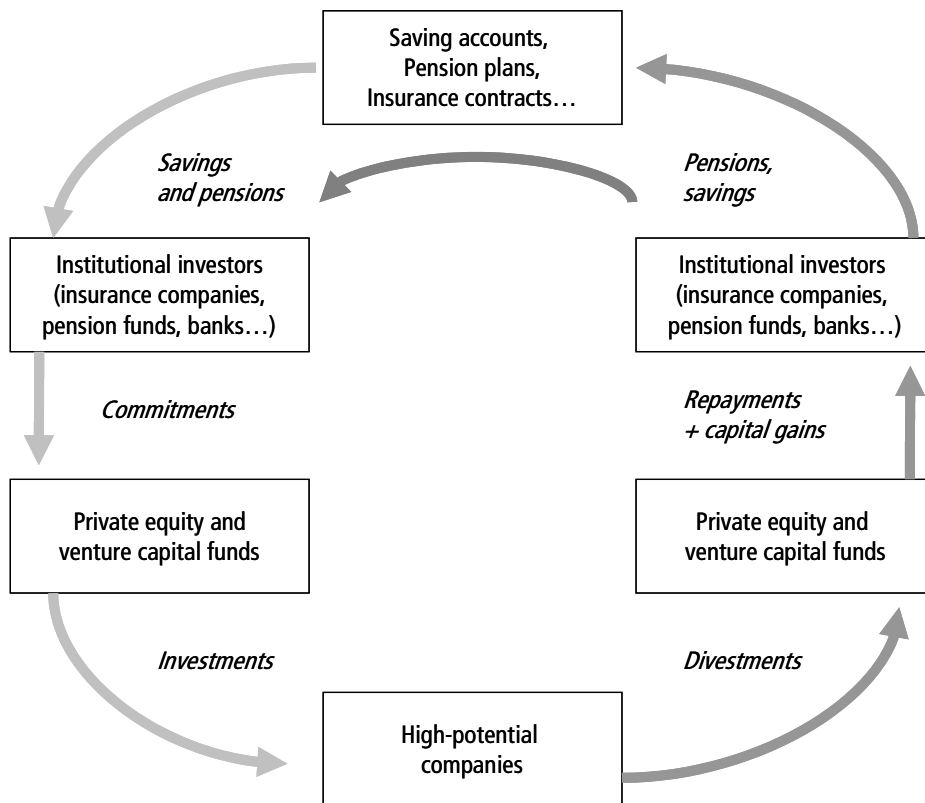 Saving accounts,
Pension plans,
Insurance contracts…
Savings
and pensions
Pensions,
savings
Institutional investors
(insurance companies,
pension funds, banks…)
Institutional investors
(insurance companies,
pension funds, banks…)
Commitments
Repayments
+ capital gains
Private equity and
venture capital funds
Private equity and
venture capital funds
Investments
Divestments
High-potential
companies